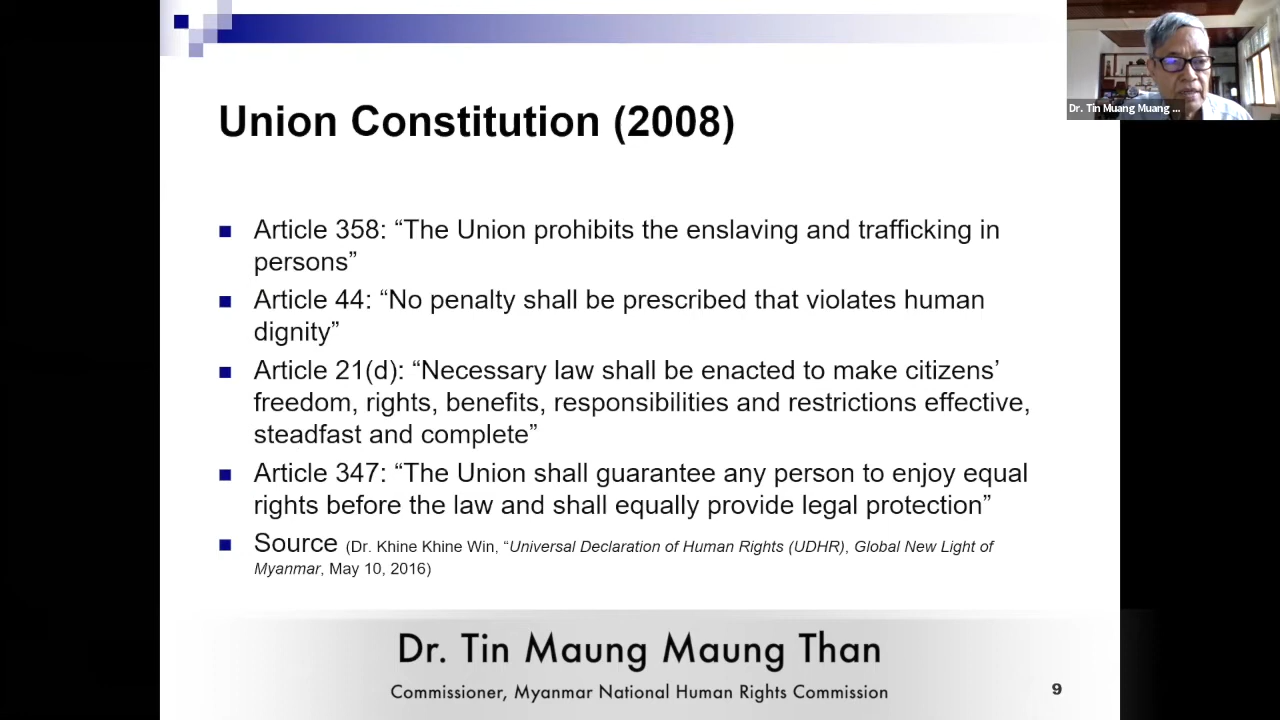 Dr. Tin Muang Muang ...
Union Constitution (2008)
Article 358: “The Union prohibits the enslaving and trafficking in
persons”
Article 44: “No penalty shall be prescribed that violates human
dignity”
Article 21(d): “Necessary law shall be enacted to make citizens’
freedom, rights, benefits, responsibilities and restrictions effective,
steadfast and complete”
Article 347: “The Union shall guarantee any person to enjoy equal
rights before the law and shall equally provide legal protection”
Source (Dr. Khine Khine Win, “Universal Declaration of Human Rights (UDHR), Global New Light of
Myanmar, May 10, 2016)
Dr. Tin Maung Maung Than
Commissioner, Myanmar National Human Rights Commission
9